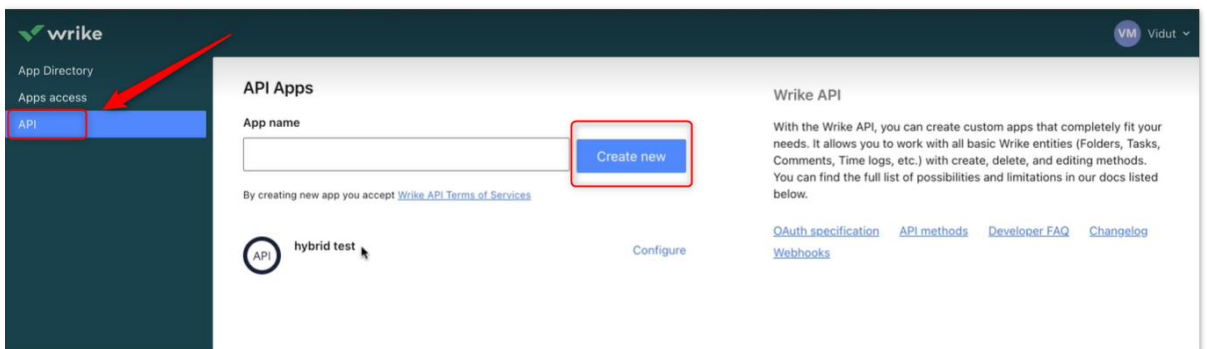 wrike
VM Vidut
App Directory
Apps access
API
API Apps
App name
Create new
By creating new app you accept Wrike API Terms of Services
API
hybrid test
Configure
Wrike API
With the Wrike API, you can create custom apps that completely fit your
needs. It allows you to work with all basic Wrike entities (Folders, Tasks,
Comments, Time logs, etc.) with create, delete, and editing methods.
You can find the full list of possibilities and limitations in our docs listed
below.
OAuth specification API methods Developer FAQ Changelog
Webhooks